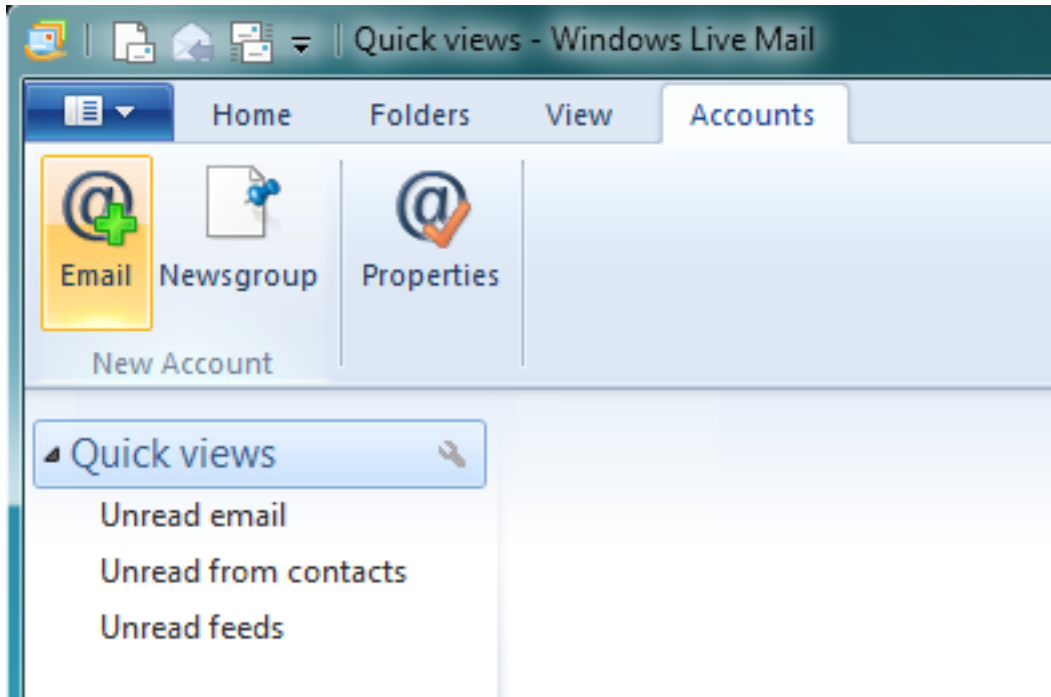 Quick views - Windows Live Mail
Home Folders View Accounts
Email Newsgroup Properties
New Account
Quick views
Unread email
Unread from contacts
Unread feeds